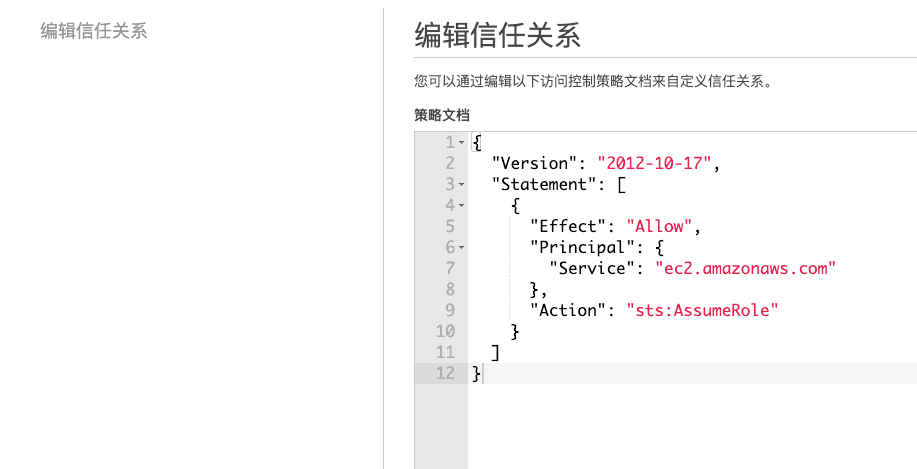 编辑信任关系
编辑信任关系
您可以通过编辑以下访问控制策略文档来自定义信任关系。
策略文档
1 {
2 "Version": "2012-10-17",
3 "Statement": [
4 {
5 "Effect": "Allow",
6 "Principal": {
7 "Service": "ec2.amazonaws.com"
8 },
9 "Action": "sts:AssumeRole"
10 }
11 ]
12 }